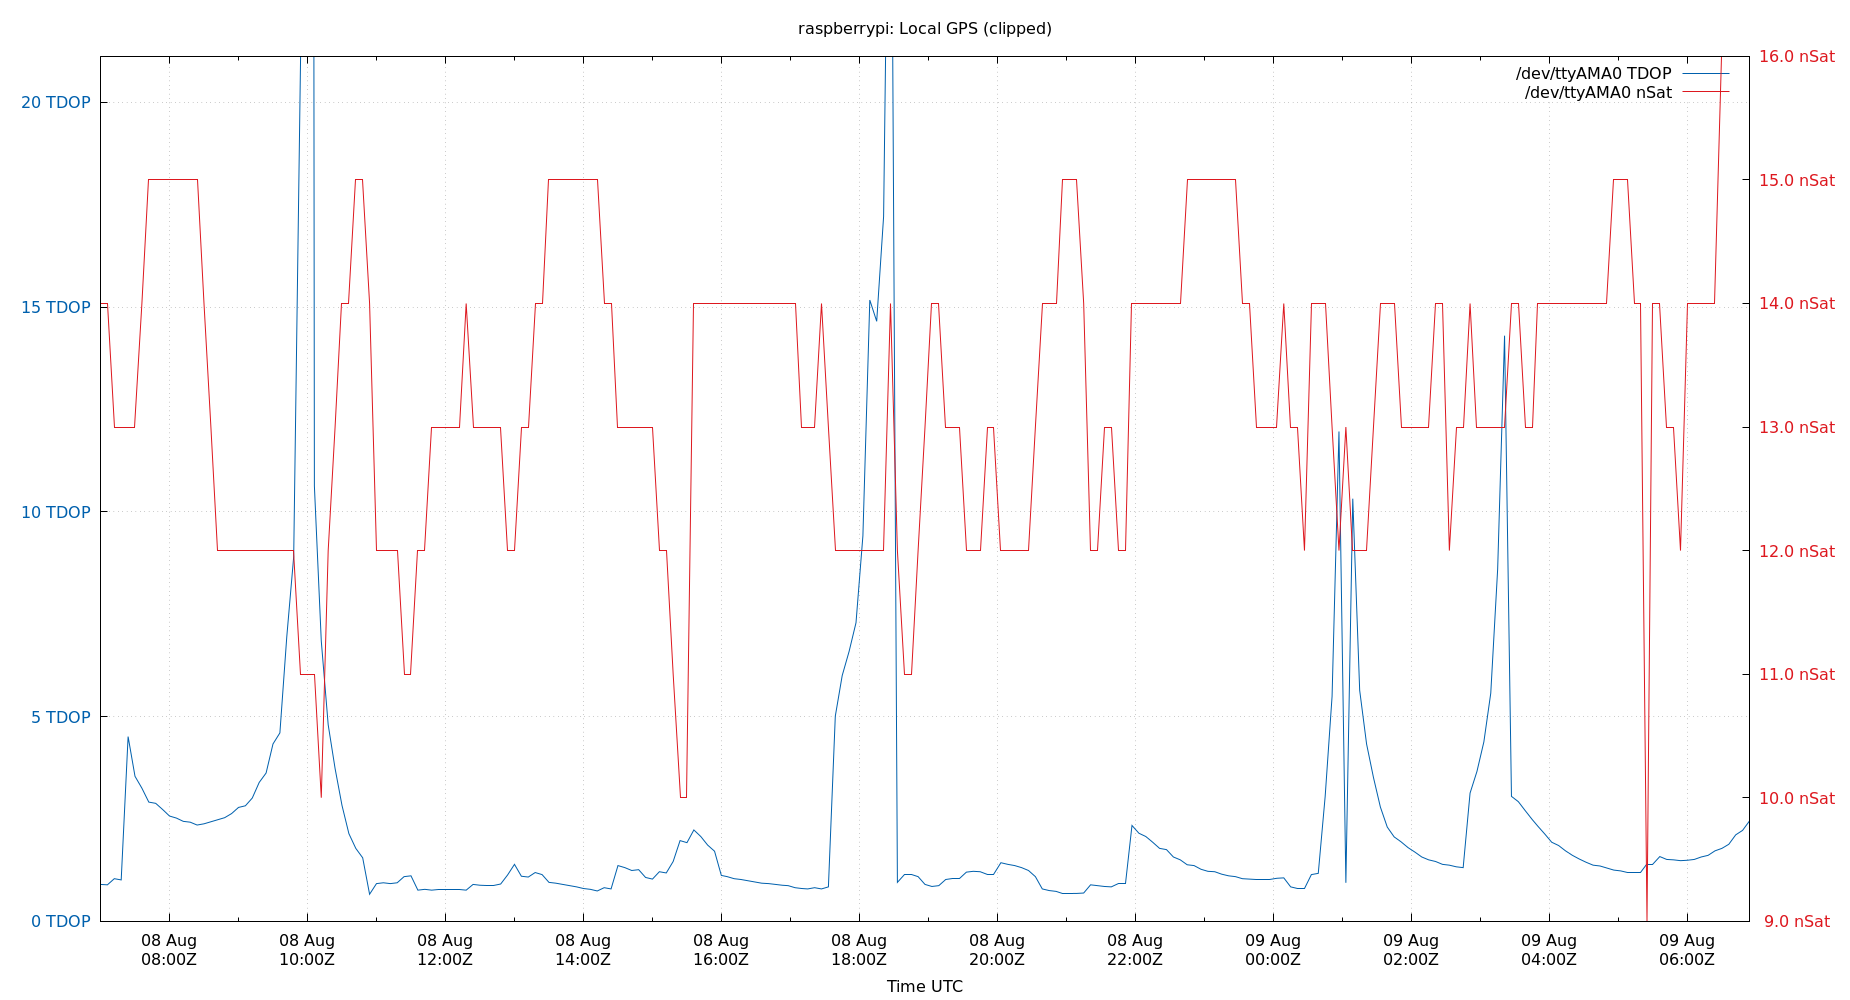 raspberrypi: Local GPS (clipped)
/dev/ttyAMA0 TDOP
/dev/ttyAMA0 nSat
20 TDOP
15 TDOP
10 TDOP
5 TDOP
0 TDOP
16.0 nSat
15.0 nSat
14.0 nSat
13.0 nSat
12.0 nSat
11.0 nSat
10.0 nSat
9.0 nSat
08 Aug
08:00Z
08 Aug
10:00Z
08 Aug
12:00Z
08 Aug
14:00Z
08 Aug
16:00Z
08 Aug
18:00Z
08 Aug
20:00Z
08 Aug
22:00Z
09 Aug
00:00Z
09 Aug
02:00Z
09 Aug
04:00Z
09 Aug
06:00Z
Time UTC